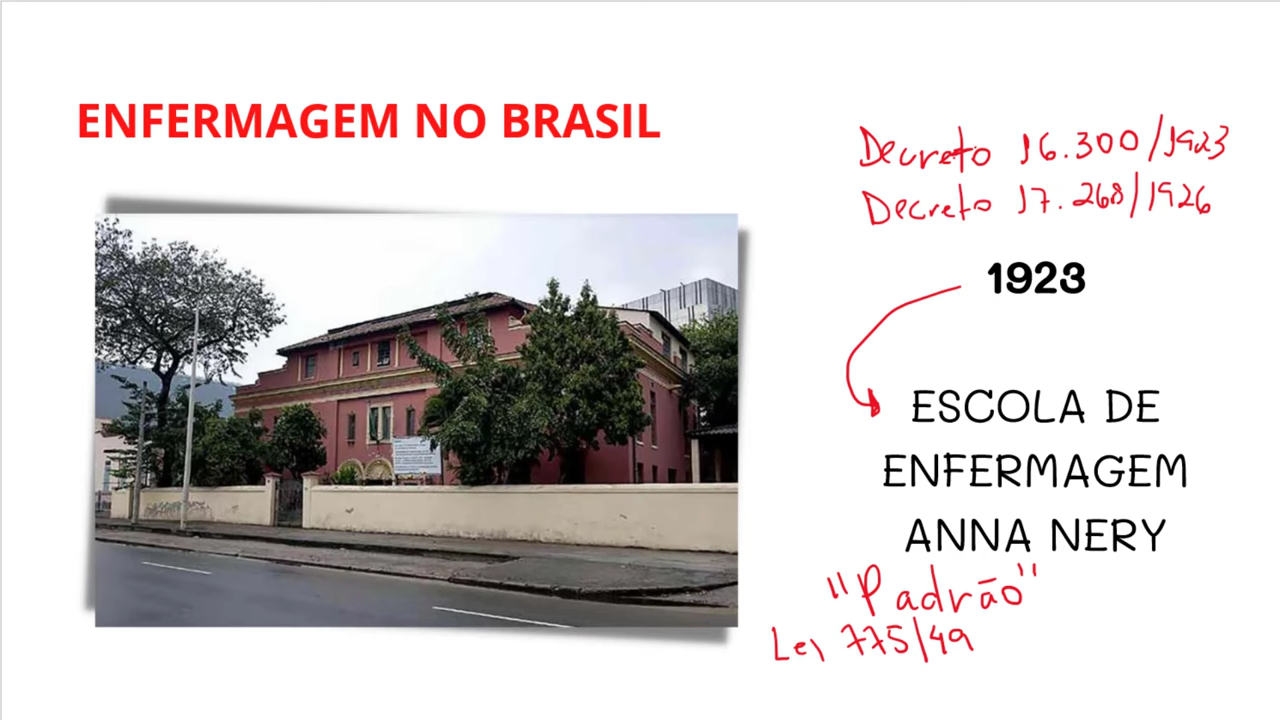 ENFERMAGEM NO BRASIL
Decreto 16.300/1923
Decreto 17.268/1926
1923
ESCOLA DE
ENFERMAGEM
ANNA NERY
"Padrão"
Lei 775/49